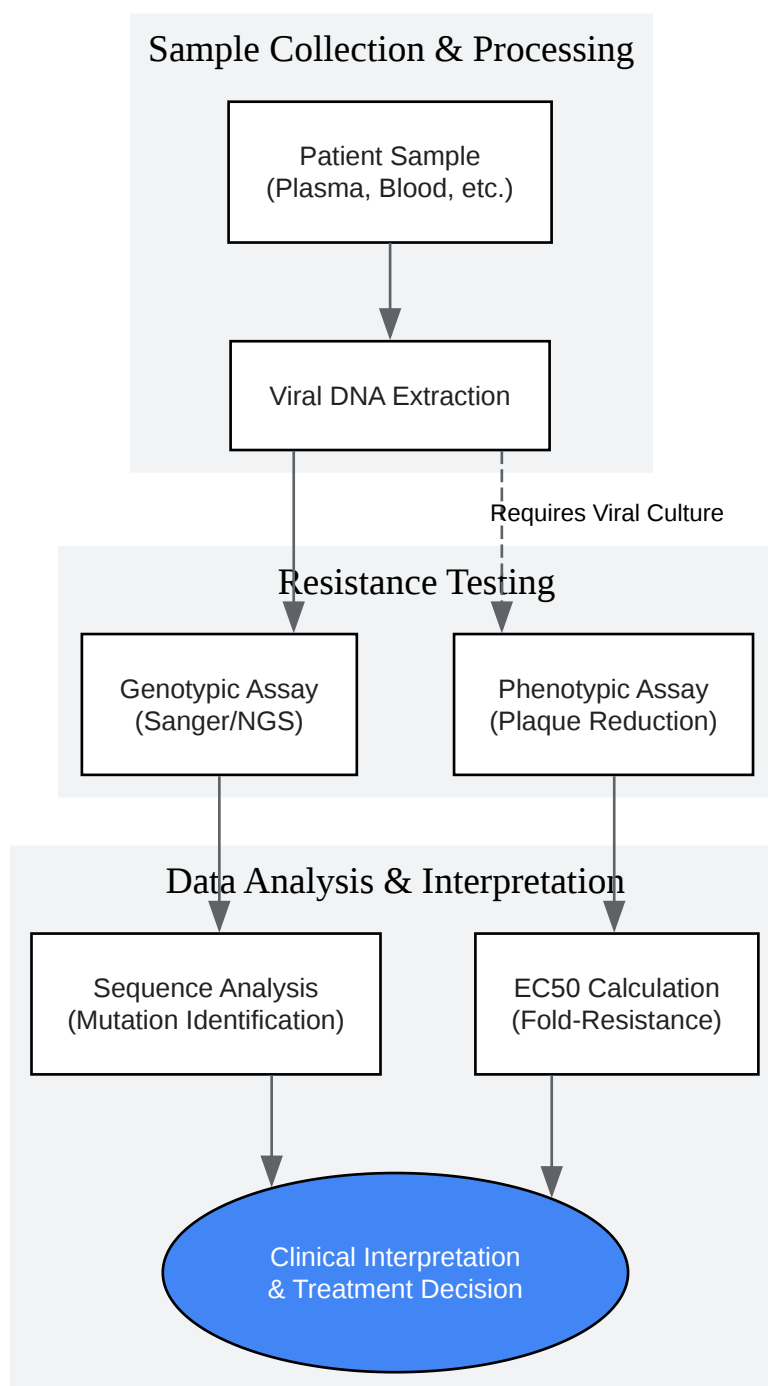 Sample Collection & Processing
Patient Sample
(Plasma, Blood, etc.)
Viral DNA Extraction
Requires Viral Culture
Resistance Testing
Genotypic Assay
(Sanger/NGS)
Phenotypic Assay
(Plaque Reduction)
Data Analysis & Interpretation
Sequence Analysis
(Mutation Identification)
EC50 Calculation
(Fold-Resistance)
Clinical Interpretation
& Treatment Decision